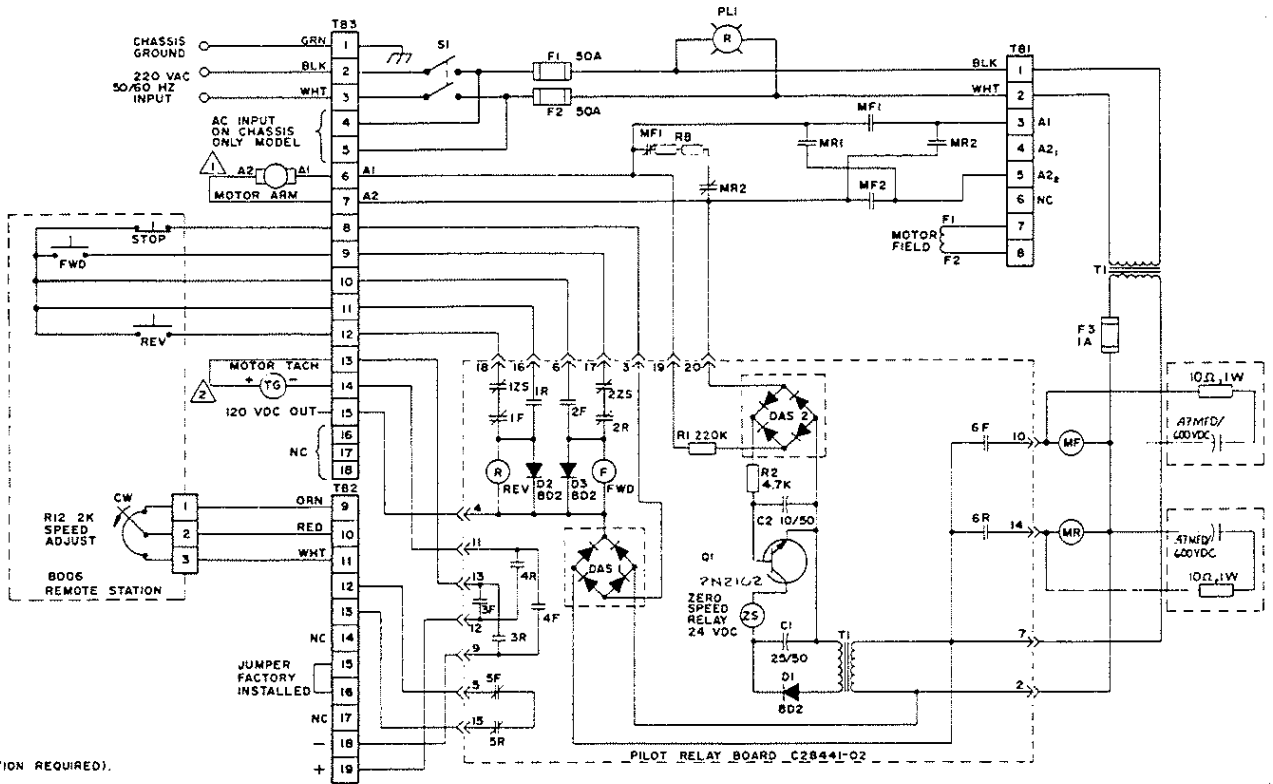 TB3
CHASSIS GROUND
GRN
1
220 VAC
50/60 HZ
INPUT
BLK
2
WHT
3
S1
F1 50A
F2 50A
PL1
R
TB1
BLK
1
WHT
2
AC INPUT
ON CHASSIS
ONLY MODEL
4
5
1
A2
A1
MOTOR ARM
6
A1
7
A2
MF1
R8
MR2
MF1
MR1
MR2
MF2
3
A1
4
A2₁
5
A2₂
6
NC
F1
MOTOR
FIELD
F2
7
8
T1
F3
1A
STOP
8
FWD
9
10
11
REV
12
2
MOTOR TACH
+ TG -
13
14
120 VDC OUT
15
NC
16
17
18
TB2
CW
R12 2K
SPEED
ADJUST
1
2
3
ORN
9
RED
10
WHT
11
8006
REMOTE STATION
12
13
NC
14
JUMPER
FACTORY
INSTALLED
15
16
NC
17
-
18
+
19
18
16
6
17
3
19
20
1ZS
1R
2F
2ZS
1F
2R
R
REV
D2
8D2
D3
8D2
F
FWD
4
11
13
12
9
5
15
4R
3F
4F
3R
5F
5R
DAS 1
DAS 2
R1 220K
R2
4.7K
C2 10/50
Q1
2N2102
ZERO
SPEED
RELAY
24 VDC
ZS
C1
25/50
D1
8D2
T1
6F
10
MF
6R
14
MR
7
2
10Ω,1W
.47MFD/
600VDC
.47MFD/
600VDC
10Ω,1W
PILOT RELAY BOARD C28441-02
ION REQUIRED).